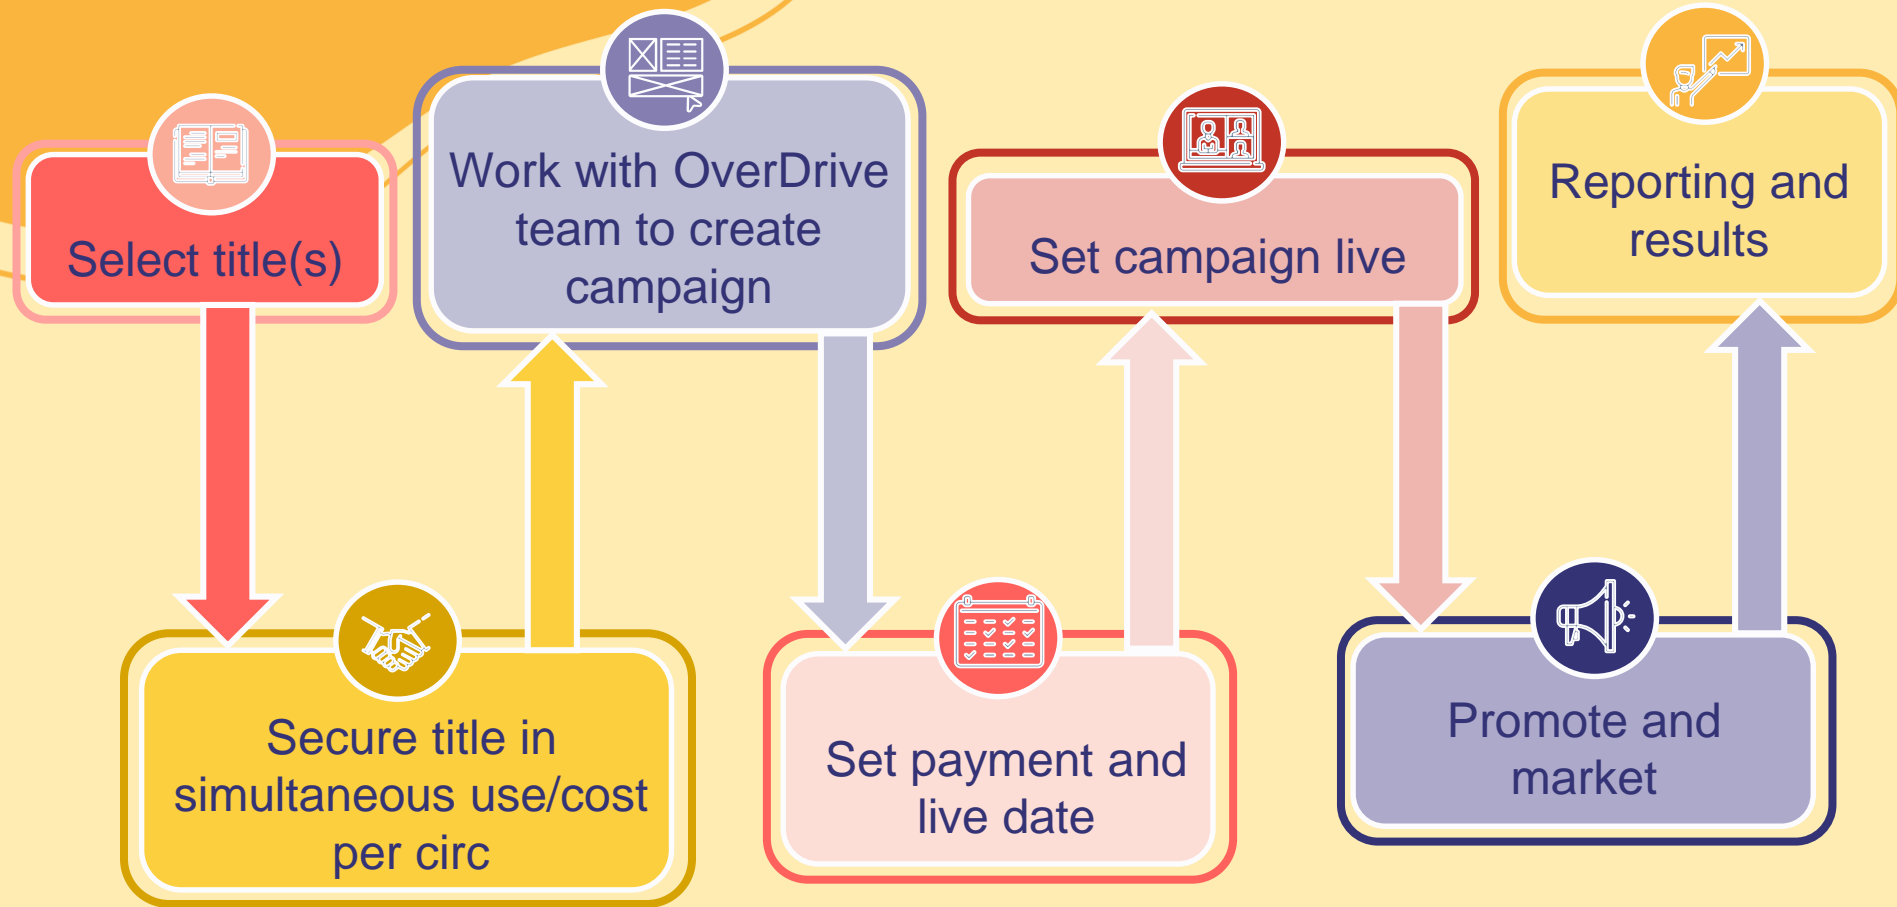 Select title(s)
Secure title in
simultaneous use/cost
per circ
Work with OverDrive
team to create
campaign
Set payment and
live date
Set campaign live
Promote and
market
Reporting and
results